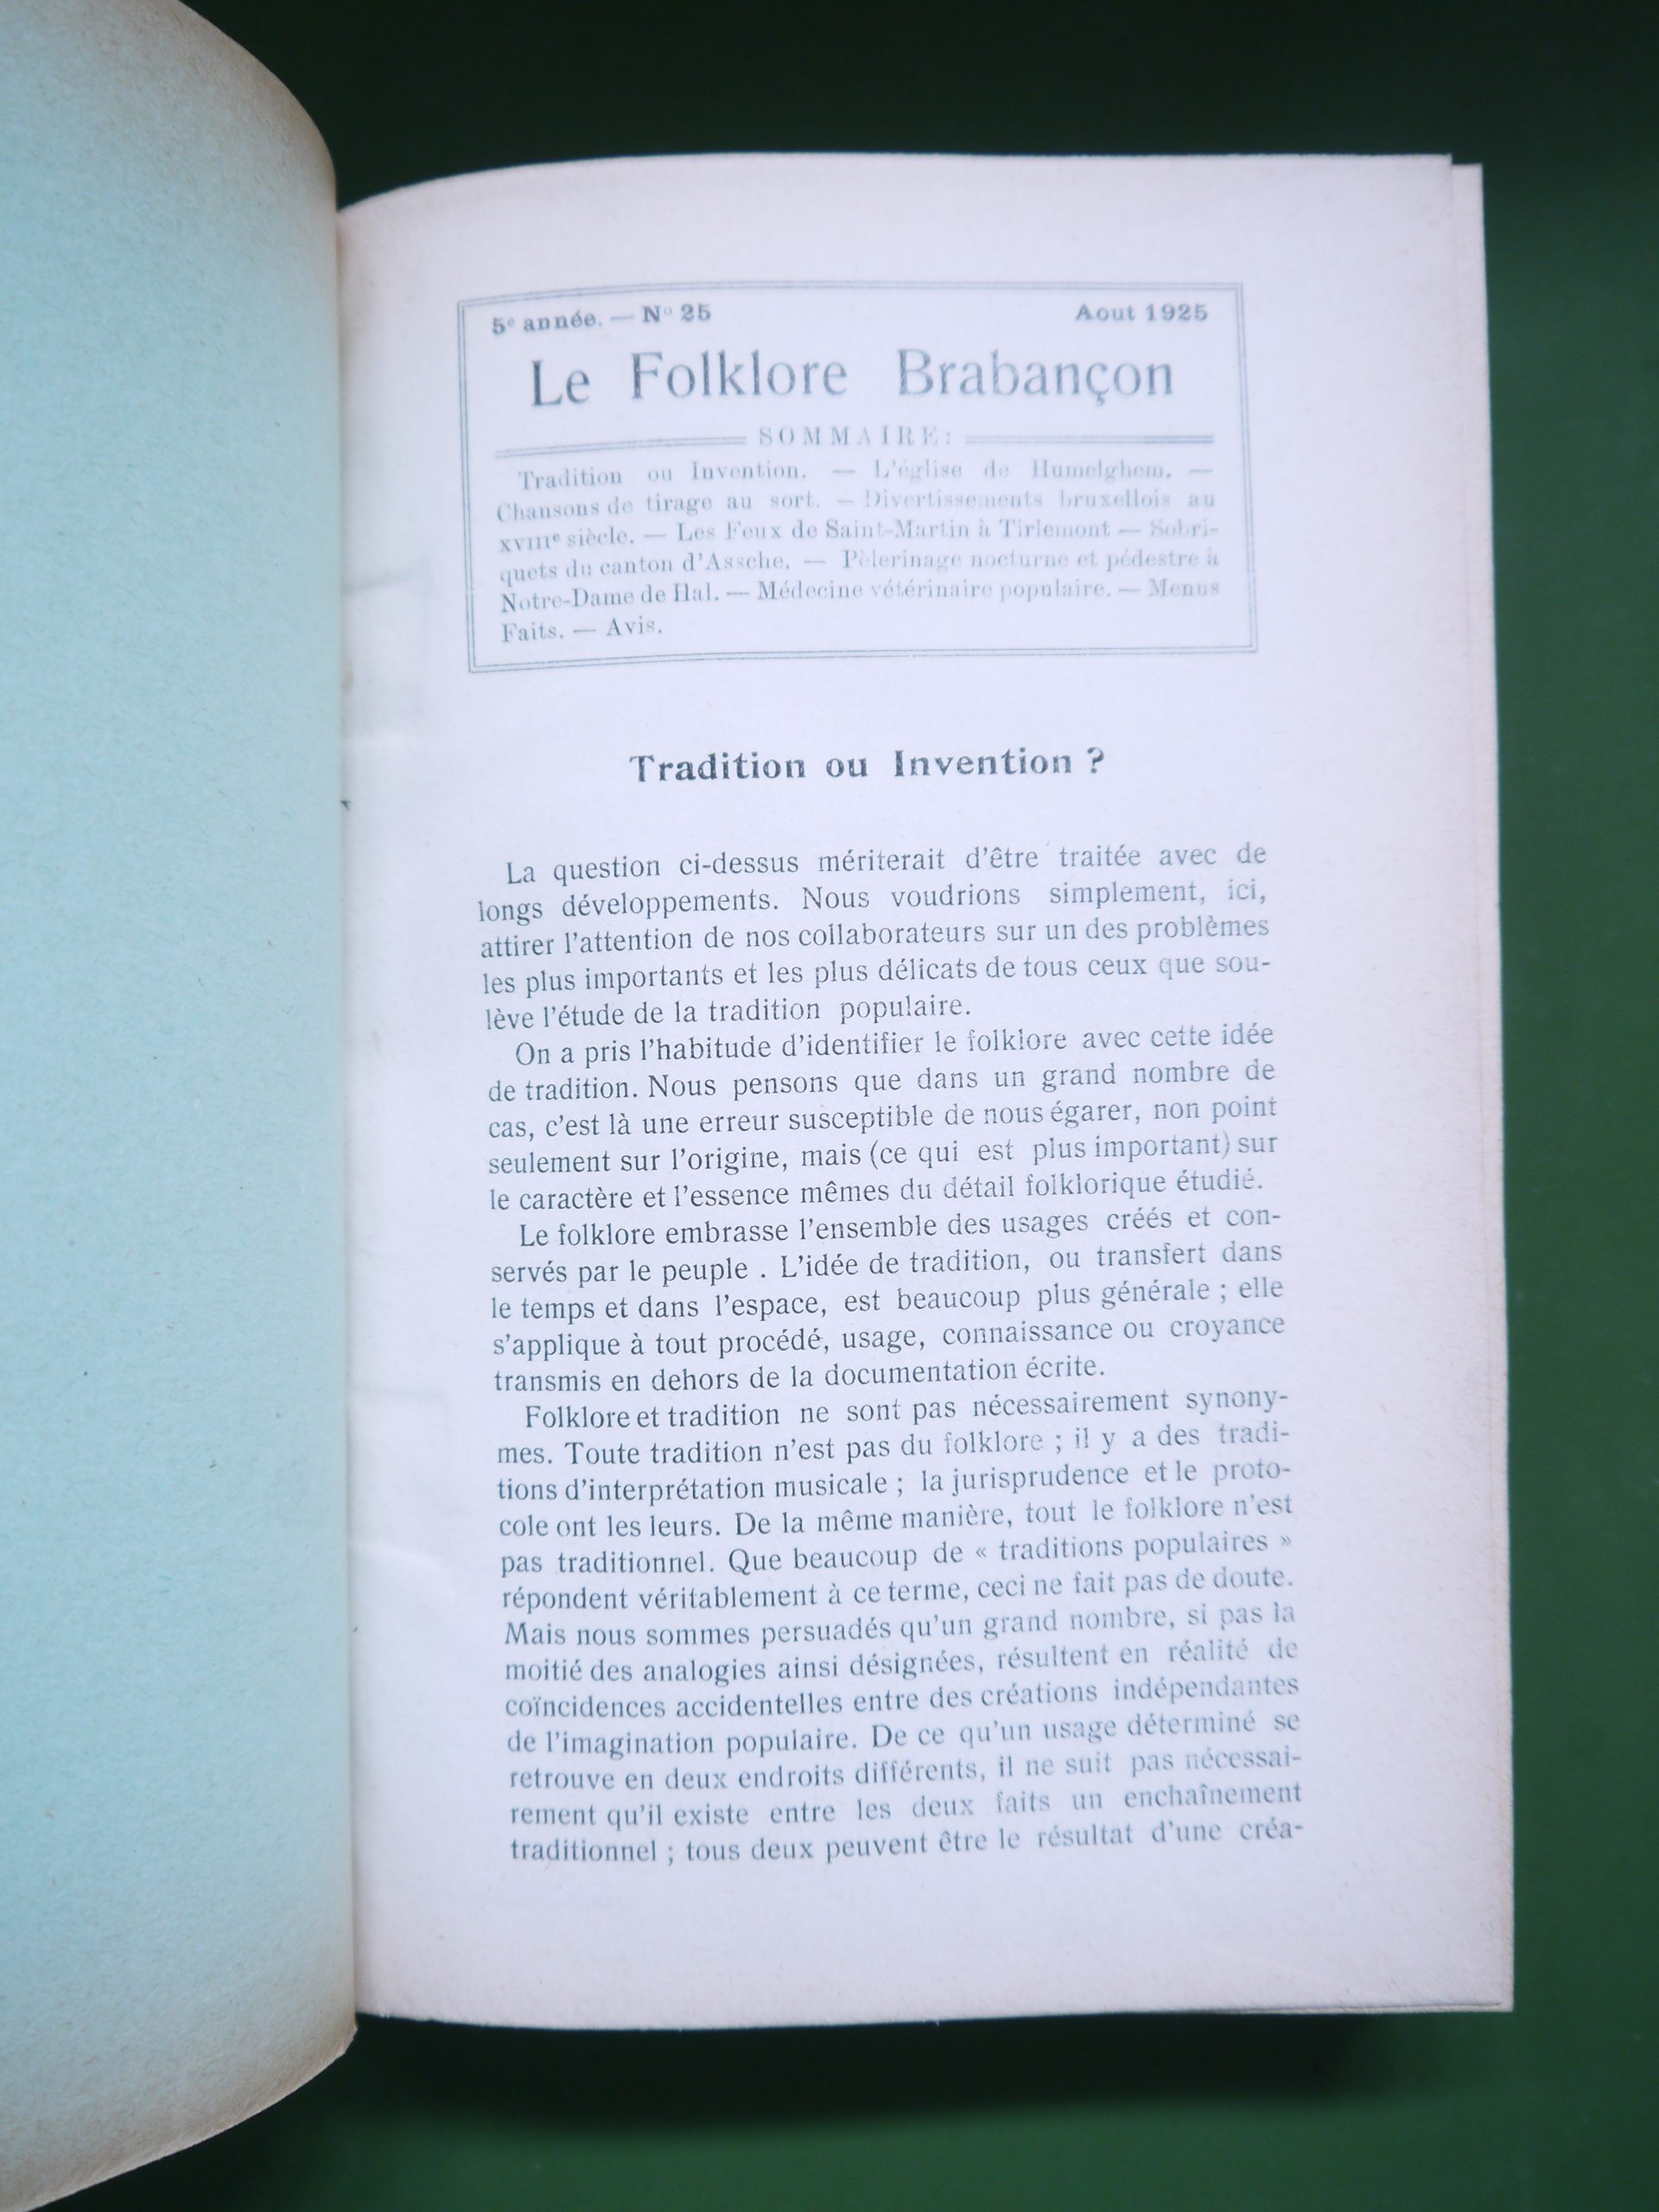 5e année. — No 25 Aout 1925
Le Folklore Brabançon
SOMMAIRE:
Tradition ou Invention. — L'église de Humelghem. —
Chansons de tirage au sort. — Divertissements bruxellois au
XVIIIe siècle. — Les Feux de Saint-Martin à Tirlemont — Sobri-
quets du canton d'Assche. — Pèlerinage nocturne et pédestre à
Notre-Dame de Hal. — Médecine vétérinaire populaire. — Menus
Faits. — Avis.
Tradition ou Invention ?
La question ci-dessus mériterait d'être traitée avec de
longs développements. Nous voudrions simplement, ici,
attirer l'attention de nos collaborateurs sur un des problèmes
les plus importants et les plus délicats de tous ceux que sou-
lève l'étude de la tradition populaire.
On a pris l'habitude d'identifier le folklore avec cette idée
de tradition. Nous pensons que dans un grand nombre de
cas, c'est là une erreur susceptible de nous égarer, non point
seulement sur l'origine, mais (ce qui est plus important) sur
le caractère et l'essence mêmes du détail folklorique étudié.
Le folklore embrasse l'ensemble des usages créés et con-
servés par le peuple . L'idée de tradition, ou transfert dans
le temps et dans l'espace, est beaucoup plus générale ; elle
s'applique à tout procédé, usage, connaissance ou croyance
transmis en dehors de la documentation écrite.
Folklore et tradition ne sont pas nécessairement synony-
mes. Toute tradition n'est pas du folklore ; il y a des tradi-
tions d'interprétation musicale ; la jurisprudence et le proto-
cole ont les leurs. De la même manière, tout le folklore n'est
pas traditionnel. Que beaucoup de « traditions populaires »
répondent véritablement à ce terme, ceci ne fait pas de doute.
Mais nous sommes persuadés qu'un grand nombre, si pas la
moitié des analogies ainsi désignées, résultent en réalité de
coïncidences accidentelles entre des créations indépendantes
de l'imagination populaire. De ce qu'un usage déterminé se
retrouve en deux endroits différents, il ne suit pas nécessai-
rement qu'il existe entre les deux faits un enchaînement
traditionnel ; tous deux peuvent être le résultat d'une créa-